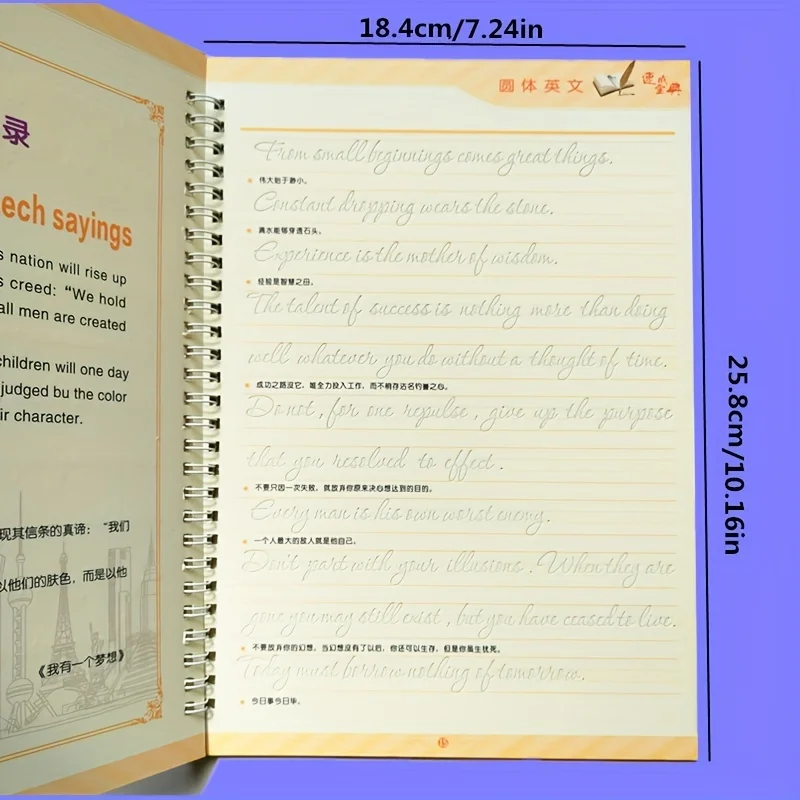 18.4cm/7.24in
25.8cm/10.16in
录
ech sayings
s nation will rise up
s creed: “We hold
all men are created
children will one day
judged bu the color
ir character.
现其信条的真谛： “我们
以他们的肤色，而是以他
《我有一个梦想》
圆体英文
速成宝典
From small beginnings comes great things.
伟大始于渺小。
Constant dropping wears the stone.
滴水能够穿透石头。
Experience is the mother of wisdom.
经验是智慧之母。
The talent of success is nothing more than doing
well whatever you do without a thought of time.
成功之路没它，唯全力投入工作，而不稍存沽名钓誉之心。
Do not, for one repulse, give up the purpose
that you resolved to effect.
不要只因一次失败，就放弃你原来决心想达到的目的。
Every man is his own worst enemy.
一个人最大的敌人就是他自己。
Don't part with your illusions. When they are
gone you may still exist, but you have ceased to live.
不要放弃你的幻想。当幻想没有了以后，你还可以生存，但是你虽生犹死。
Today must borrow nothing of tomorrow.
今日事今日毕。
15